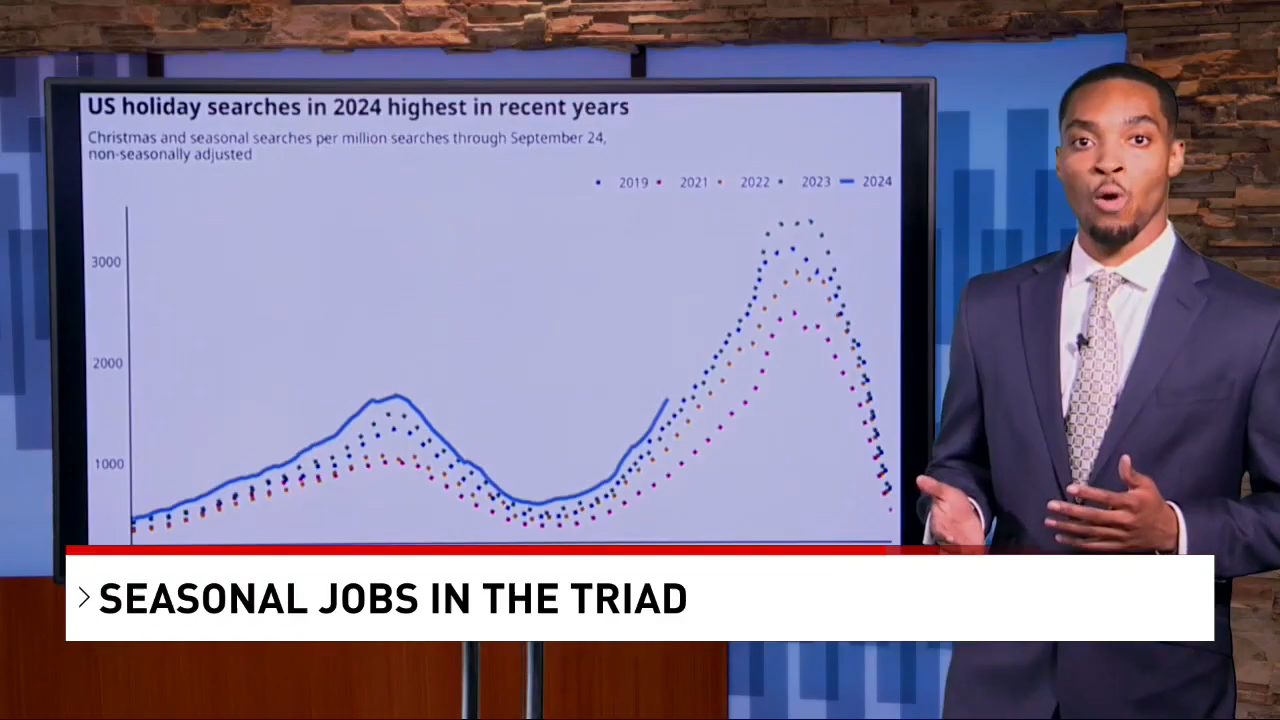 US holiday searches in 2024 highest in recent years
Christmas and seasonal searches per million searches through September 24,
non-seasonally adjusted
2019 2021 2022 2023 2024
3000
2000
1000
> SEASONAL JOBS IN THE TRIAD